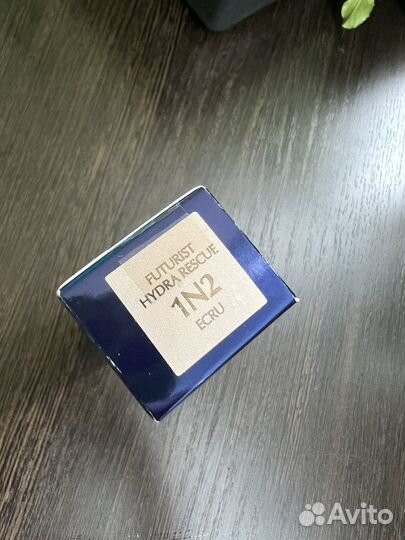 FUTURIST
HYDRA RESCUE
1N2
ECRU
Avito